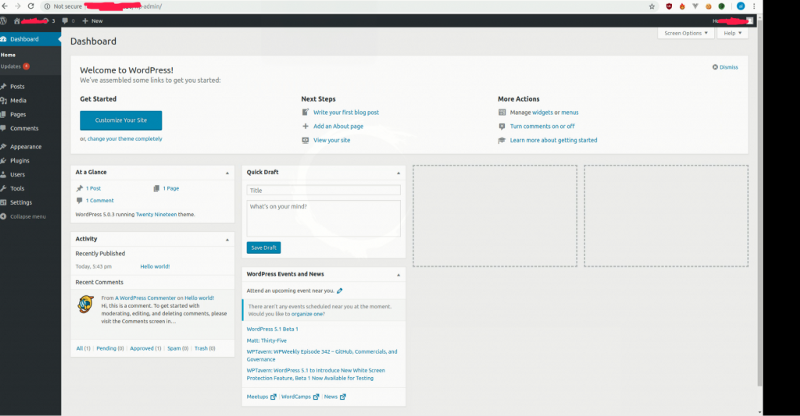 Not secure
-admin/
3
0
New
Screen Options
Help
Dashboard
Home
Updates
Posts
Media
Pages
Comments
Appearance
Plugins
Users
Tools
Settings
Collapse menu
Dashboard
Welcome to WordPress!
We've assembled some links to get you started:
Dismiss
Get Started
Customize Your Site
or, change your theme completely
Next Steps
Write your first blog post
Add an About page
View your site
More Actions
Manage widgets or menus
Turn comments on or off
Learn more about getting started
At a Glance
1 Post
1 Page
1 Comment
WordPress 5.0.3 running Twenty Nineteen theme.
Activity
Recently Published
Today, 5:43 pm
Hello world!
Recent Comments
From A WordPress Commenter on Hello world!
Hi, this is a comment. To get started with
moderating, editing, and deleting comments, please
visit the Comments screen in…
All (1) | Pending (0) | Approved (1) | Spam (0) | Trash (0)
Quick Draft
Title
What's on your mind?
Save Draft
WordPress Events and News
Attend an upcoming event near you.
There aren't any events scheduled near you at the moment.
Would you like to organize one?
WordPress 5.1 Beta 1
Matt: Thirty-Five
WPTavern: WPWeekly Episode 342 – GitHub, Commercials, and
Governance
WPTavern: WordPress 5.1 to Introduce New White Screen
Protection Feature, Beta 1 Now Available for Testing
Meetups | WordCamps | News